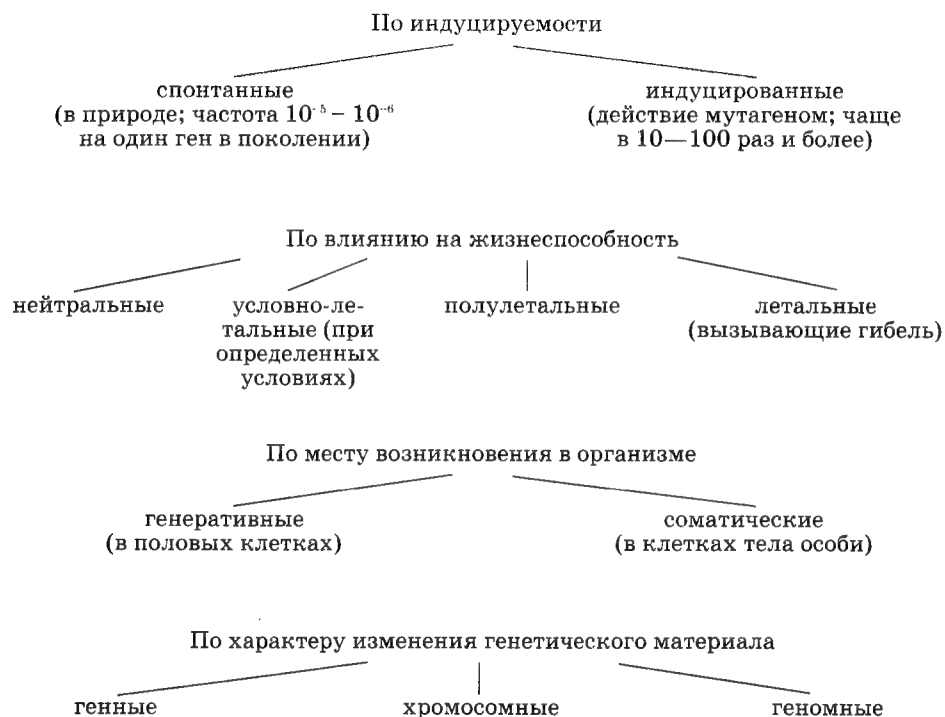 По индуцируемости
спонтанные
(в природе; частота 10⁻⁵ – 10⁻⁶
на один ген в поколении)
индуцированные
(действие мутагеном; чаще
в 10—100 раз и более)
По влиянию на жизнеспособность
нейтральные
условно-ле-
тальные (при
определенных
условиях)
полулетальные
летальные
(вызывающие гибель)
По месту возникновения в организме
генеративные
(в половых клетках)
соматические
(в клетках тела особи)
По характеру изменения генетического материала
генные
хромосомные
геномные